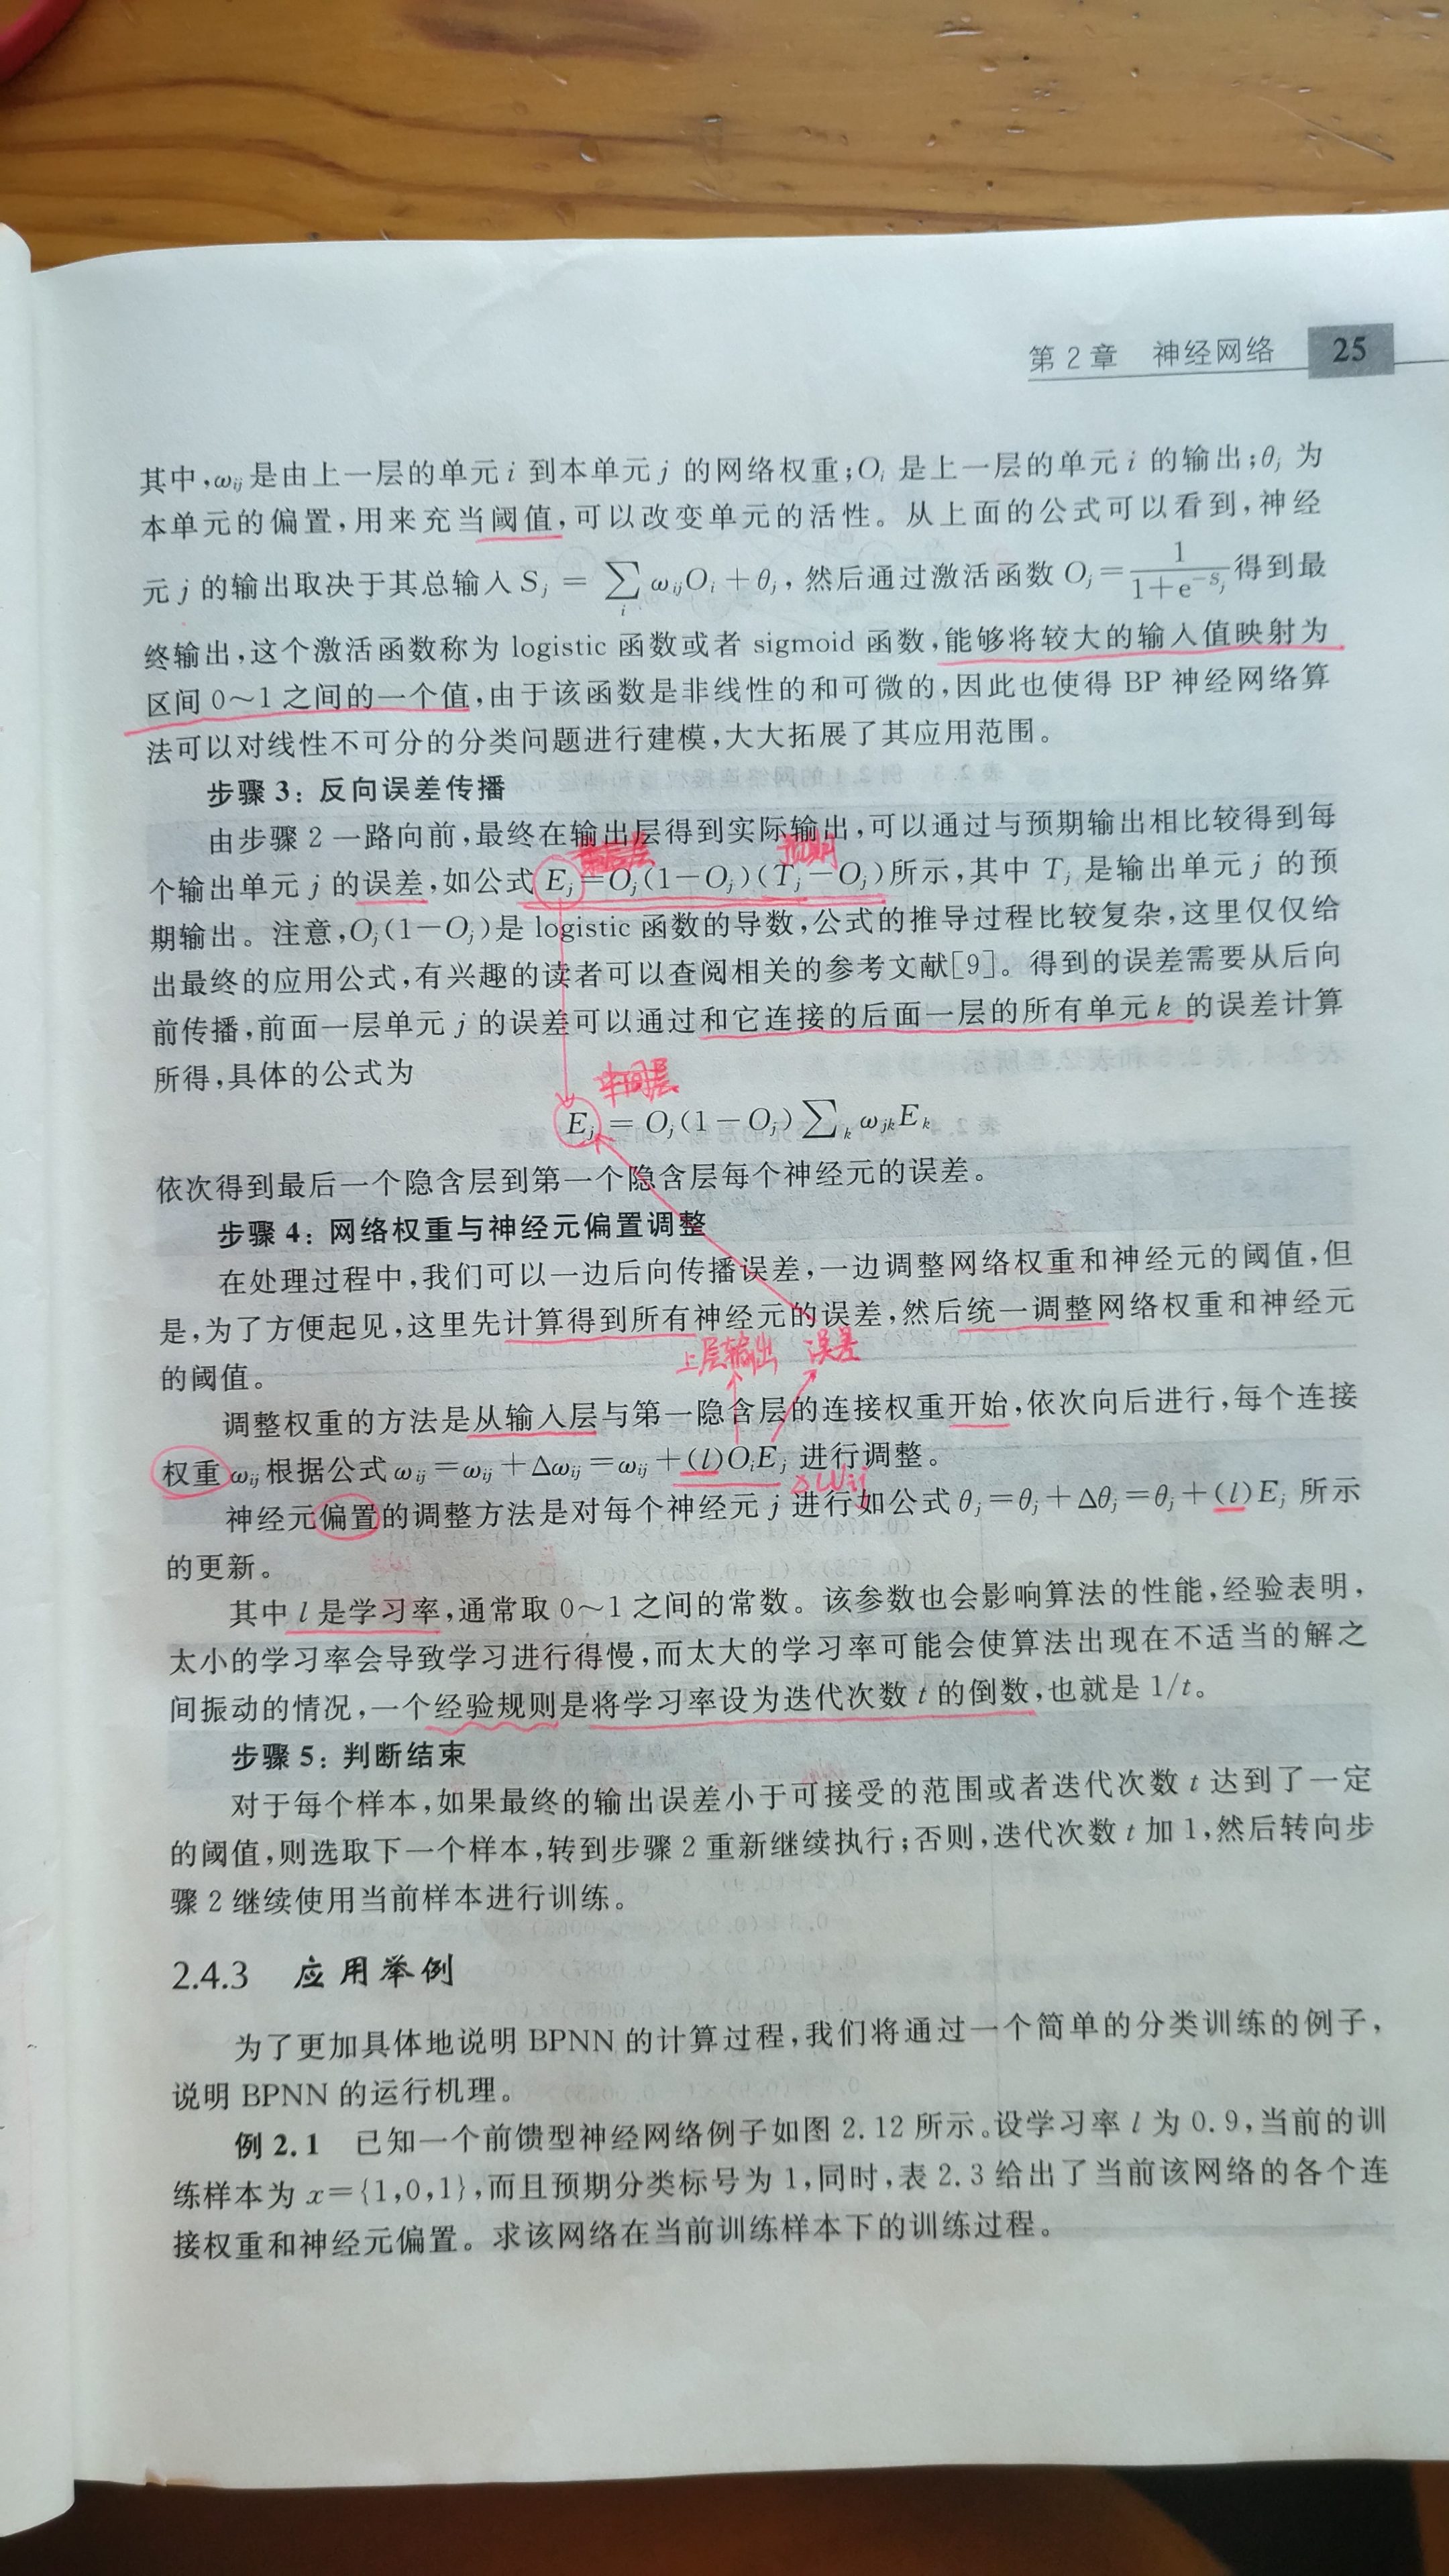 第 2 章　神经网络　25
其中,ω_ij 是由上一层的单元 i 到本单元 j 的网络权重;O_i 是上一层的单元 i 的输出;θ_j 为
本单元的偏置,用来充当阈值,可以改变单元的活性。从上面的公式可以看到,神经
元 j 的输出取决于其总输入 S_j = ∑_i ω_ij O_i + θ_j, 然后通过激活函数 O_j = 1/(1+e^(-S_j)) 得到最
终输出,这个激活函数称为 logistic 函数或者 sigmoid 函数,能够将较大的输入值映射为
区间 0～1 之间的一个值,由于该函数是非线性的和可微的,因此也使得 BP 神经网络算
法可以对线性不可分的分类问题进行建模,大大拓展了其应用范围。
步骤 3: 反向误差传播
由步骤 2 一路向前,最终在输出层得到实际输出,可以通过与预期输出相比较得到每
预期
个输出单元 j 的误差,如公式 E_j=O_j(1－O_j)(T_j－O_j)所示,其中 T_j 是输出单元 j 的预
期输出。注意,O_j(1－O_j)是 logistic 函数的导数,公式的推导过程比较复杂,这里仅仅给
出最终的应用公式,有兴趣的读者可以查阅相关的参考文献[9]。得到的误差需要从后向
前传播,前面一层单元 j 的误差可以通过和它连接的后面一层的所有单元 k 的误差计算
所得,具体的公式为
中间层
E_j = O_j(1－O_j)∑_k ω_jk E_k
依次得到最后一个隐含层到第一个隐含层每个神经元的误差。
步骤 4: 网络权重与神经元偏置调整
在处理过程中,我们可以一边后向传播误差,一边调整网络权重和神经元的阈值,但
是,为了方便起见,这里先计算得到所有神经元的误差,然后统一调整网络权重和神经元
的阈值。
上层输出 误差
调整权重的方法是从输入层与第一隐含层的连接权重开始,依次向后进行,每个连接
权重 ω_ij 根据公式 ω_ij=ω_ij+Δω_ij=ω_ij+(l)O_iE_j 进行调整。
Δωij
神经元偏置的调整方法是对每个神经元 j 进行如公式 θ_j=θ_j+Δθ_j=θ_j+(l)E_j 所示
的更新。
其中 l 是学习率,通常取 0～1 之间的常数。该参数也会影响算法的性能,经验表明,
太小的学习率会导致学习进行得慢,而太大的学习率可能会使算法出现在不适当的解之
间振动的情况,一个经验规则是将学习率设为迭代次数 t 的倒数,也就是 1/t。
步骤 5: 判断结束
对于每个样本,如果最终的输出误差小于可接受的范围或者迭代次数 t 达到了一定
的阈值,则选取下一个样本,转到步骤 2 重新继续执行;否则,迭代次数 t 加 1,然后转向步
骤 2 继续使用当前样本进行训练。
2.4.3　应用举例
为了更加具体地说明 BPNN 的计算过程,我们将通过一个简单的分类训练的例子,
说明 BPNN 的运行机理。
例 2.1　已知一个前馈型神经网络例子如图 2.12 所示。设学习率 l 为 0.9,当前的训
练样本为 x={1,0,1},而且预期分类标号为 1,同时,表 2.3 给出了当前该网络的各个连
接权重和神经元偏置。求该网络在当前训练样本下的训练过程。